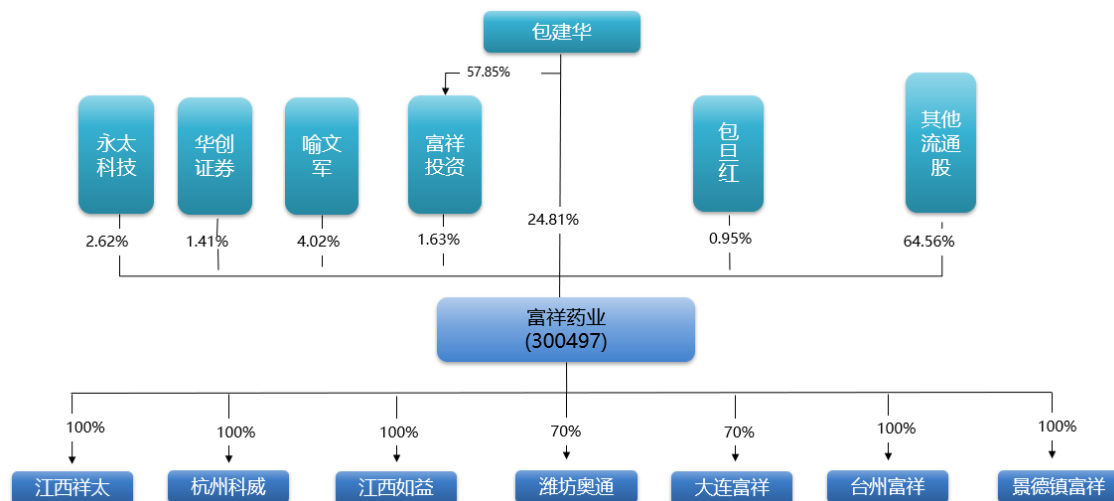 包建华
57.85%
永太
科技
华创
证券
喻文
军
富祥
投资
包旦
红
其他
流通
股
2.62%
1.41%
4.02%
1.63%
24.81%
0.95%
64.56%
富祥药业
(300497)
100%
100%
100%
70%
70%
100%
100%
江西祥太
杭州科威
江西如益
潍坊奥通
大连富祥
台州富祥
景德镇富祥